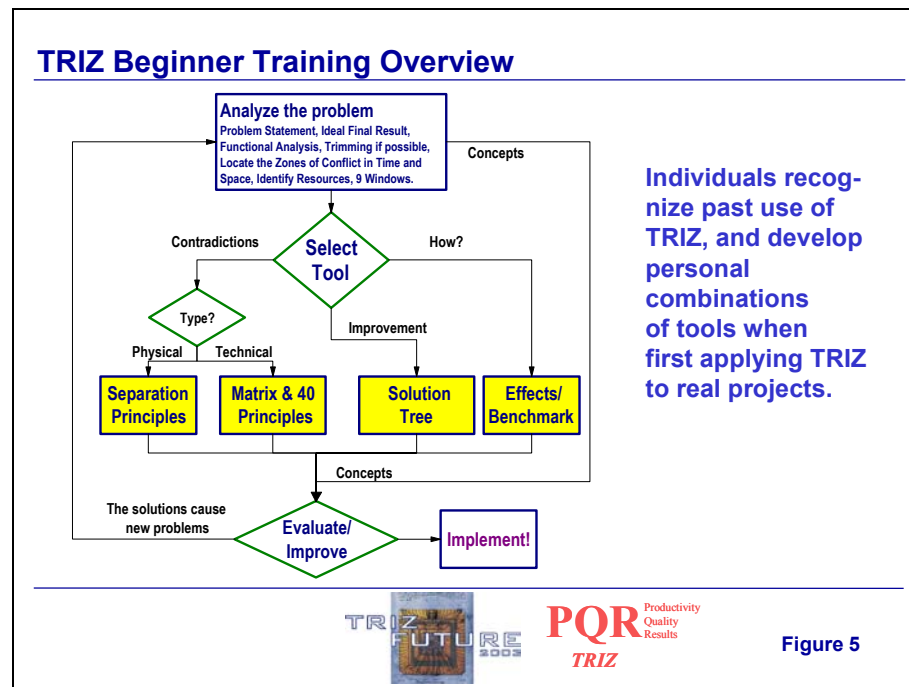 TRIZ Beginner Training Overview
Analyze the problem
Problem Statement, Ideal Final Result,
Functional Analysis, Trimming if possible,
Locate the Zones of Conflict in Time and
Space, Identify Resources, 9 Windows.
Concepts
Individuals recog-
nize past use of
TRIZ, and develop
personal
combinations
of tools when
first applying TRIZ
to real projects.
Contradictions
Select
Tool
How?
Type?
Improvement
Physical
Technical
Separation
Principles
Matrix & 40
Principles
Solution
Tree
Effects/
Benchmark
Concepts
The solutions cause
new problems
Evaluate/
Improve
Implement!
TRIZ
FUTURE
2003
PQR
Productivity
Quality
Results
TRIZ
Figure 5